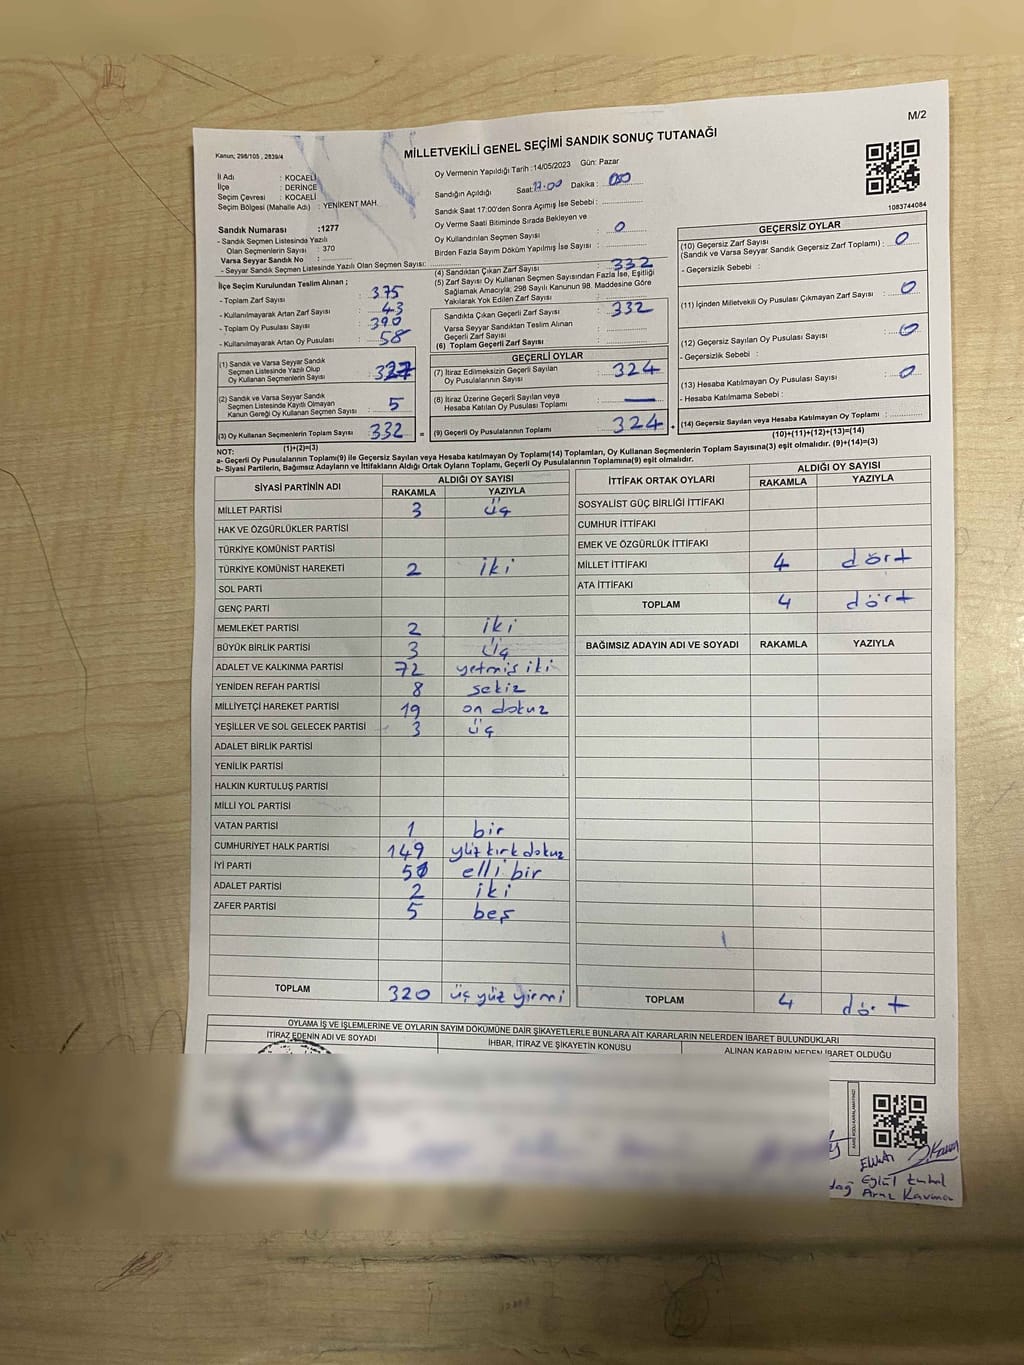 M/2
MİLLETVEKİLİ GENEL SEÇİMİ SANDIK SONUÇ TUTANAĞI
Kanun; 298/105 , 2839/4
İl Adı : KOCAELİ
İlçe : DERİNCE
Seçim Çevresi : KOCAELİ
Seçim Bölgesi (Mahalle Adı) : YENİKENT MAH.
Oy Vermenin Yapıldığı Tarih :14/05/2023 Gün: Pazar
Sandığın Açıldığı Saat: 17.00 Dakika :
Sandık Saat 17:00'den Sonra Açımış İse Sebebi :
Oy Verme Saati Bitiminde Sırada Bekleyen ve
Oy Kullandırılan Seçmen Sayısı : 0
Birden Fazla Sayım Döküm Yapılmış İse Sayısı :
1083744084
Sandık Numarası :1277
- Sandık Seçmen Listesinde Yazılı
Olan Seçmenlerin Sayısı : 370
Varsa Seyyar Sandık No :
- Seyyar Sandık Seçmen Listesinde Yazılı Olan Seçmen Sayısı:
İlçe Seçim Kurulundan Teslim Alınan ;
- Toplam Zarf Sayısı : 375
- Kullanılmayarak Artan Zarf Sayısı : 43
- Toplam Oy Pusulası Sayısı : 390
- Kullanılmayarak Artan Oy Pusulası : 58
(1) Sandık ve Varsa Seyyar Sandık
Seçmen Listesinde Yazılı Olup
Oy Kullanan Seçmenlerin Sayısı : 327
(2) Sandık ve Varsa Seyyar Sandık
Seçmen Listesinde Kayıtlı Olmayan
Kanun Gereği Oy Kullanan Seçmen Sayısı : 5
(3) Oy Kullanan Seçmenlerin Toplam Sayısı 332
(1)+(2)=(3)
(4) Sandıktan Çıkan Zarf Sayısı : 332
(5) Zarf Sayısı Oy Kullanan Seçmen Sayısından Fazla İse, Eşitliği
Sağlamak Amacıyla, 298 Sayılı Kanunun 98. Maddesine Göre
Yakılarak Yok Edilen Zarf Sayısı :
Sandıkta Çıkan Geçerli Zarf Sayısı : 332
Varsa Seyyar Sandıktan Teslim Alınan
Geçerli Zarf Sayısı :
(6) Toplam Geçerli Zarf Sayısı :
GEÇERLİ OYLAR
(7) İtiraz Edilmeksizin Geçerli Sayılan
Oy Pusulalarının Sayısı : 324
(8) İtiraz Üzerine Geçerli Sayılan veya
Hesaba Katılan Oy Pusulası Toplamı : —
= (9) Geçerli Oy Pusulalarının Toplamı : 324 +
GEÇERSİZ OYLAR
(10) Geçersiz Zarf Sayısı
(Sandık ve Varsa Seyyar Sandık Geçersiz Zarf Toplamı) : 0
- Geçersizlik Sebebi :
(11) İçinden Milletvekili Oy Pusulası Çıkmayan Zarf Sayısı : 0
(12) Geçersiz Sayılan Oy Pusulası Sayısı : 0
- Geçersizlik Sebebi :
(13) Hesaba Katılmayan Oy Pusulası Sayısı : 0
- Hesaba Katılmama Sebebi :
(14) Geçersiz Sayılan veya Hesaba Katılmayan Oy Toplamı :
(10)+(11)+(12)+(13)=(14)
NOT:
a- Geçerli Oy Pusulalarının Toplamı(9) ile Geçersiz Sayılan veya Hesaba katılmayan Oy Toplamı(14) Toplamları, Oy Kullanan Seçmenlerin Toplam Sayısına(3) eşit olmalıdır. (9)+(14)=(3)
b- Siyasi Partilerin, Bağımsız Adayların ve İttifakların Aldığı Ortak Oyların Toplamı, Geçerli Oy Pusulalarının Toplamına(9) eşit olmalıdır.
SİYASİ PARTİNİN ADI ALDIĞI OY SAYISI
RAKAMLA YAZIYLA
MİLLET PARTİSİ 3 üç
HAK VE ÖZGÜRLÜKLER PARTİSİ
TÜRKİYE KOMÜNİST PARTİSİ
TÜRKİYE KOMÜNİST HAREKETİ 2 iki
SOL PARTİ
GENÇ PARTİ
MEMLEKET PARTİSİ 2 iki
BÜYÜK BİRLİK PARTİSİ 3 üç
ADALET VE KALKINMA PARTİSİ 72 yetmiş iki
YENİDEN REFAH PARTİSİ 8 sekiz
MİLLİYETÇİ HAREKET PARTİSİ 19 on dokuz
YEŞİLLER VE SOL GELECEK PARTİSİ 3 üç
ADALET BİRLİK PARTİSİ
YENİLİK PARTİSİ
HALKIN KURTULUŞ PARTİSİ
MİLLİ YOL PARTİSİ
VATAN PARTİSİ 1 bir
CUMHURİYET HALK PARTİSİ 149 yüz kırk dokuz
İYİ PARTİ 51 elli bir
ADALET PARTİSİ 2 iki
ZAFER PARTİSİ 5 beş
TOPLAM 320 üç yüz yirmi
İTTİFAK ORTAK OYLARI ALDIĞI OY SAYISI
RAKAMLA YAZIYLA
SOSYALİST GÜÇ BİRLİĞİ İTTİFAKI
CUMHUR İTTİFAKI
EMEK VE ÖZGÜRLÜK İTTİFAKI
MİLLET İTTİFAKI 4 dört
ATA İTTİFAKI
TOPLAM 4 dört
BAĞIMSIZ ADAYIN ADI VE SOYADI RAKAMLA YAZIYLA
TOPLAM 4 dört
OYLAMA İŞ VE İŞLEMLERİNE VE OYLARIN SAYIM DÖKÜMÜNE DAİR ŞİKAYETLERLE BUNLARA AİT KARARLARIN NELERDEN İBARET BULUNDUKLARI
İTİRAZ EDENİN ADI VE SOYADI İHBAR, İTİRAZ VE ŞİKAYETİN KONUSU ALINAN KARARIN NEDEN İBARET OLDUĞU
Eylül